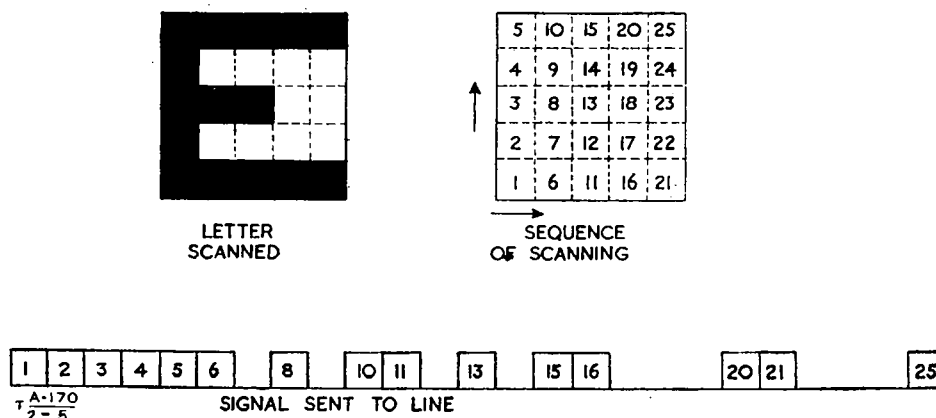 5 10 15 20 25
4 9 14 19 24
3 8 13 18 23
2 7 12 17 22
1 6 11 16 21
LETTER
SCANNED
SEQUENCE
OF SCANNING
1 2 3 4 5 6 8 10 11 13 15 16 20 21 25
T A-170
2-5
SIGNAL SENT TO LINE